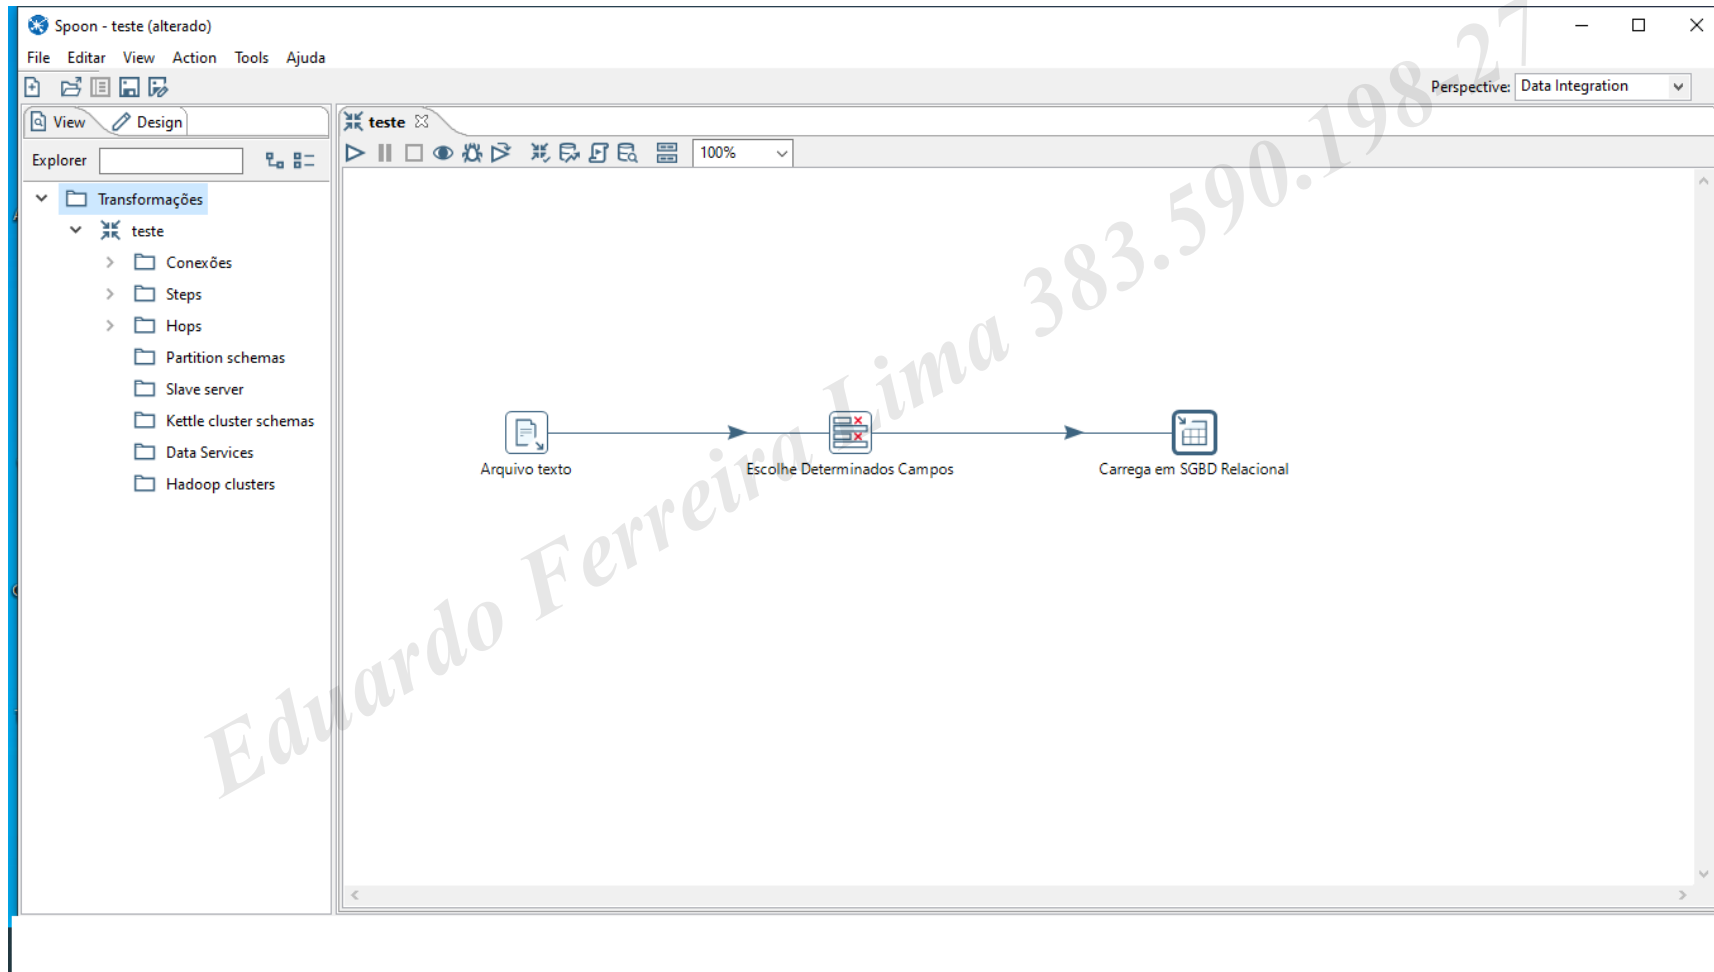 Spoon - teste (alterado)
File Editar View Action Tools Ajuda
Perspective: Data Integration
View Design
teste
Explorer
100%
Transformações
teste
Conexões
Steps
Hops
Partition schemas
Slave server
Kettle cluster schemas
Data Services
Hadoop clusters
Arquivo texto
Escolhe Determinados Campos
Carrega em SGBD Relacional
Eduardo Ferreira Lima 383.590.198-27